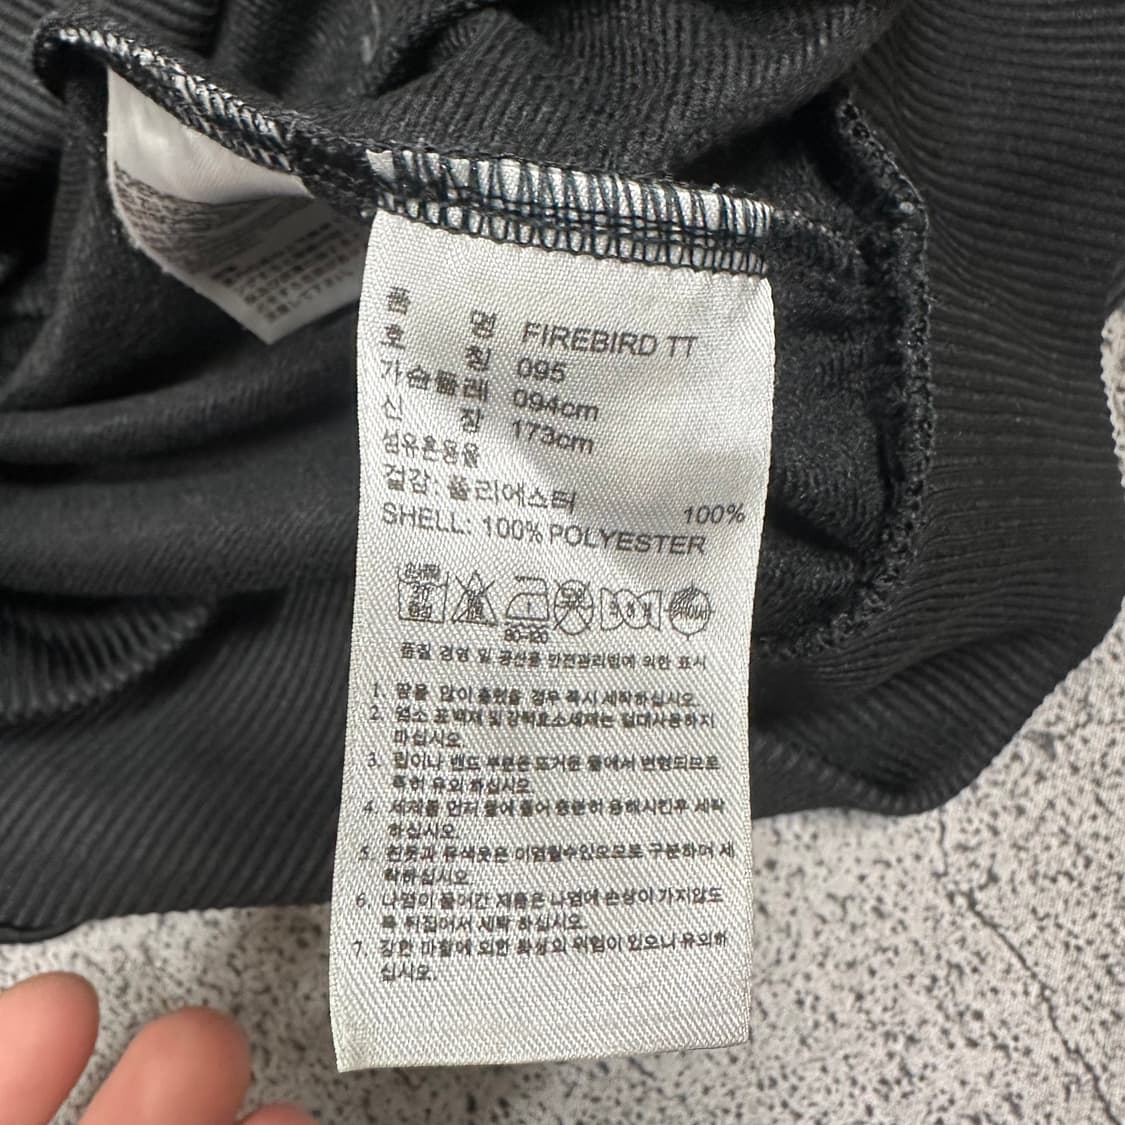 품 명 FIREBIRD TT
호 칭 095
가슴둘레 094cm
신 장 173cm
섬유혼용율
겉감: 폴리에스터 100%
SHELL: 100% POLYESTER
80-120
품질 경영 및 공산품 안전관리법에 의한 표시
1. 땀을 많이 흘렸을 경우 즉시 세탁하십시오.
2. 염소 표백제 및 강력효소세제는 절대사용하지
마십시오.
3. 립이나 밴드 부분은 뜨거운 물에서 변형되므로
특히 유의 하십시오.
4. 세제를 먼저 물에 풀어 충분히 용해시킨후 세탁
하십시오.
5. 흰옷과 유색옷은 이염될수있으므로 구분하여 세
탁하십시오.
6. 나염이 들어간 제품은 나염에 손상이 가지않도
록 뒤집어서 세탁 하십시오.
7. 강한 마찰에 의한 화상의 위험이 있으니 유의하
십시오.